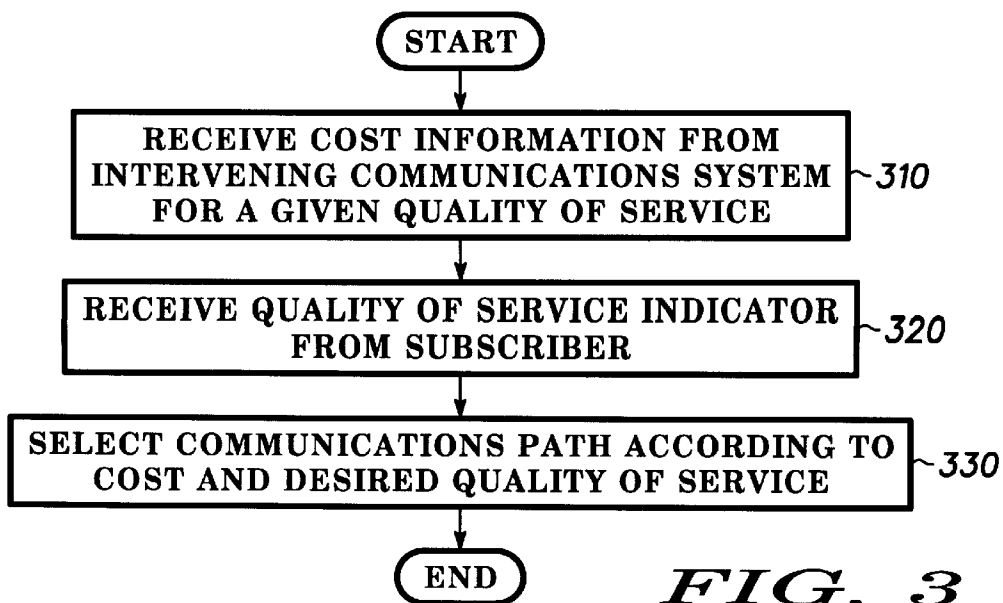 START
RECEIVE COST INFORMATION FROM
INTERVENING COMMUNICATIONS SYSTEM
FOR A GIVEN QUALITY OF SERVICE
310
RECEIVE QUALITY OF SERVICE INDICATOR
FROM SUBSCRIBER
320
SELECT COMMUNICATIONS PATH ACCORDING TO
COST AND DESIRED QUALITY OF SERVICE
330
END
FIG. 3